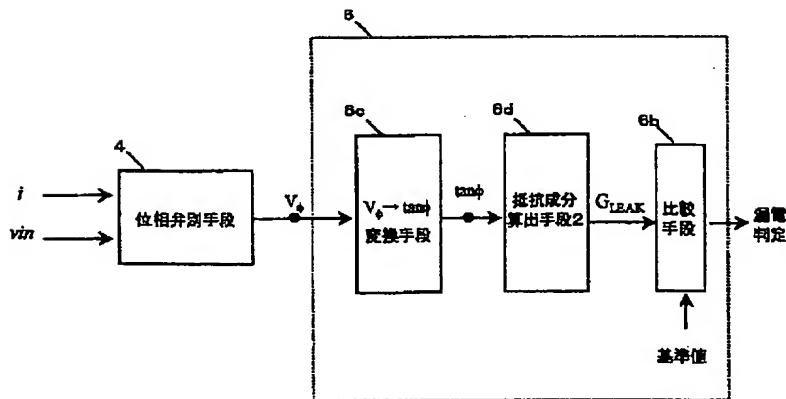 5
6c
6d
6b
4
i
vin
位相弁別手段
Vφ
Vφ→tanφ
変換手段
tanφ
抵抗成分
算出手段2
GLEAK
比較
手段
漏電
判定
基準値